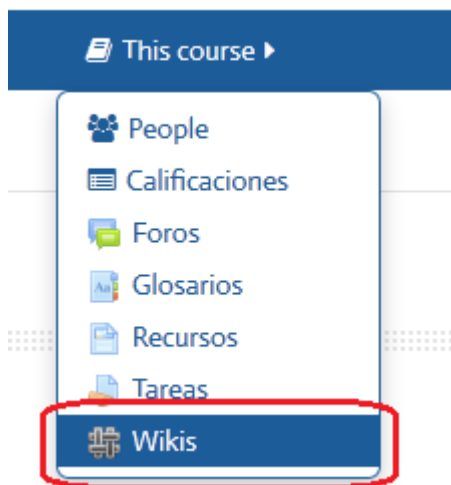 This course
People
Calificaciones
Foros
Glosarios
Recursos
Tareas
Wikis